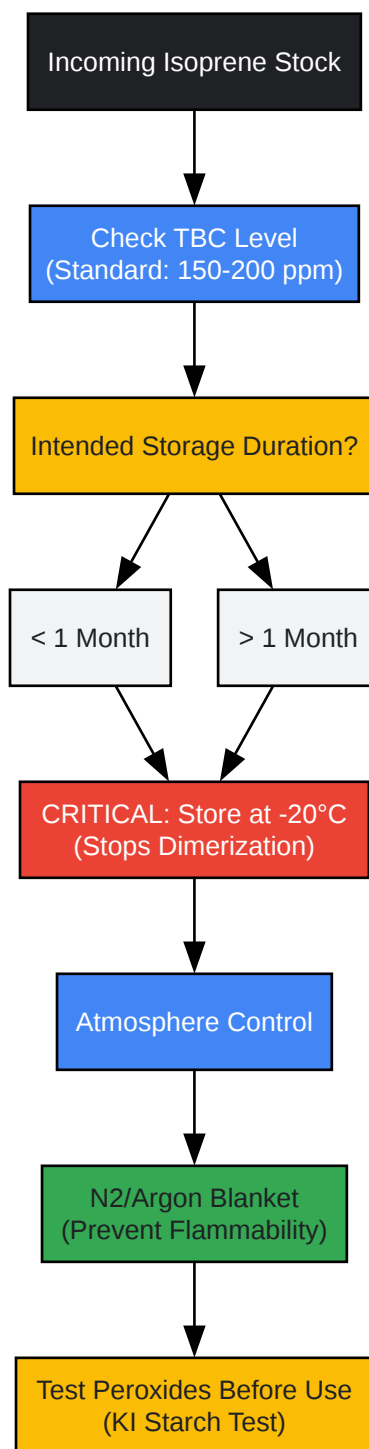 Incoming Isoprene Stock
Check TBC Level
(Standard: 150-200 ppm)
Intended Storage Duration?
< 1 Month
> 1 Month
CRITICAL: Store at -20°C
(Stops Dimerization)
Atmosphere Control
N2/Argon Blanket
(Prevent Flammability)
Test Peroxides Before Use
(KI Starch Test)